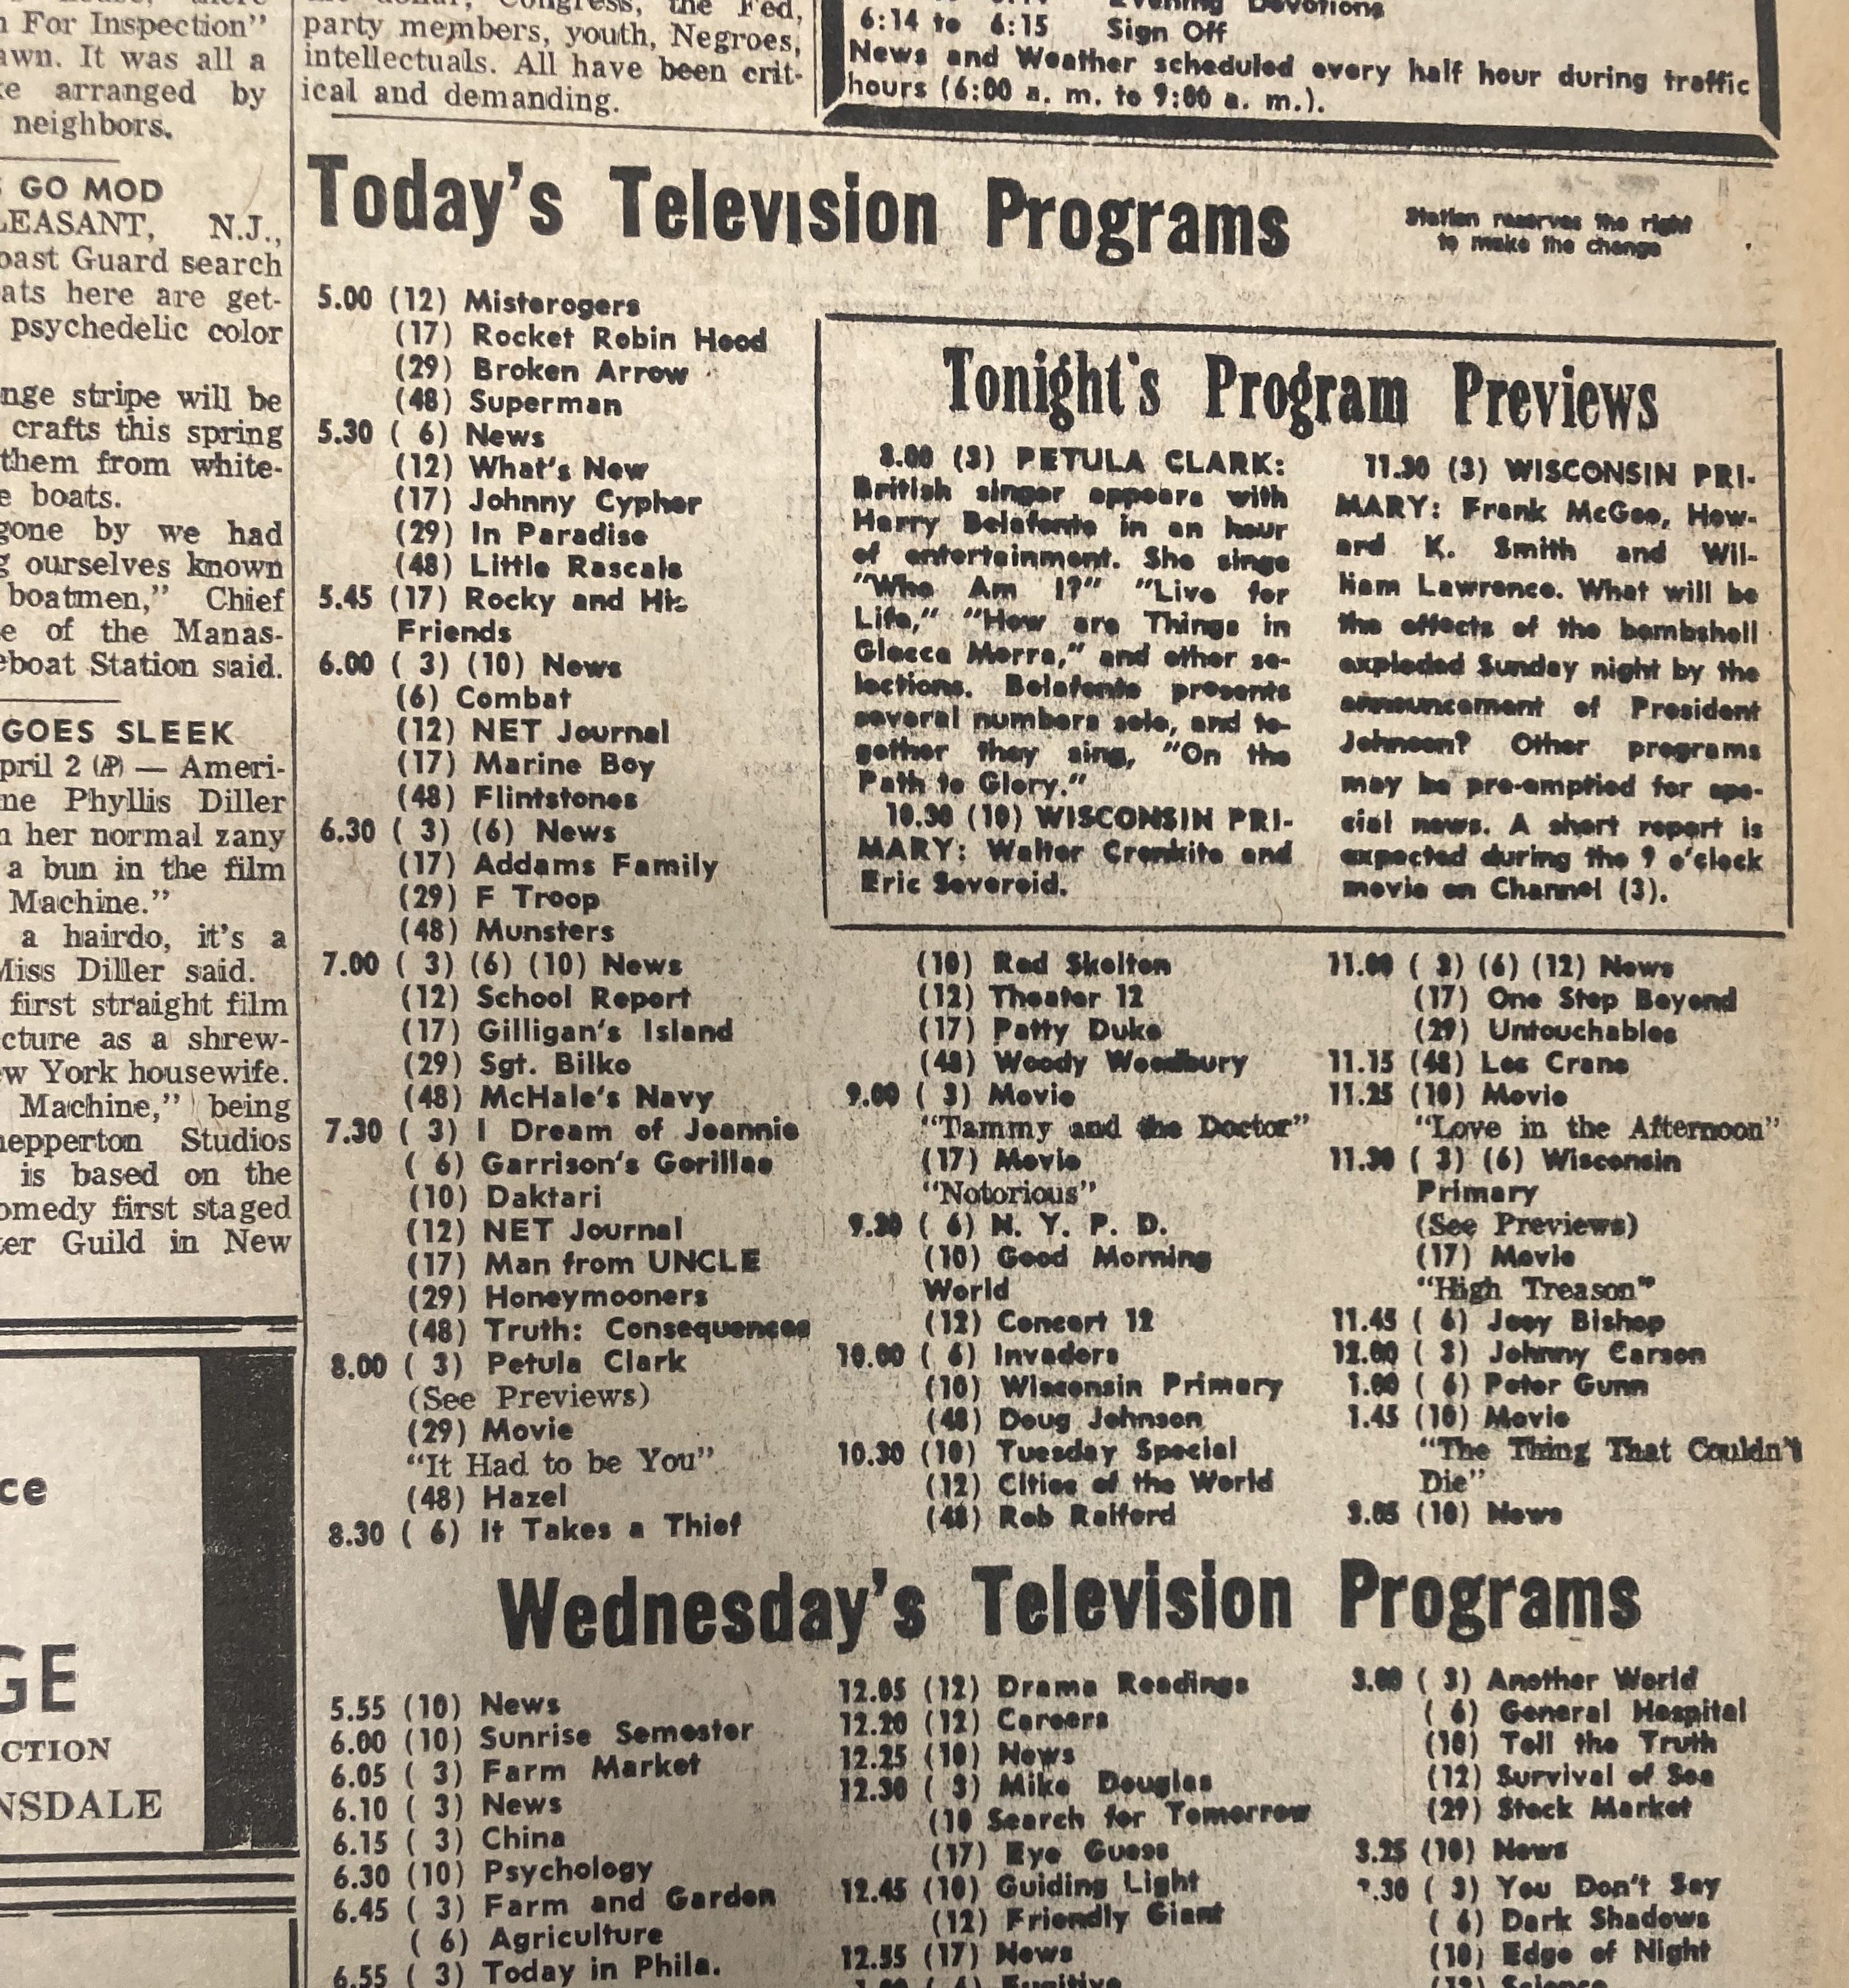 For Inspection"
awn. It was all a
arranged by
neighbors.
GO MOD
LEASANT, N.J.,
oast Guard search
ats here are get-
psychedelic color
nge stripe will be
crafts this spring
them from white-
e boats.
gone by we had
g ourselves known
boatmen," Chief
e of the Manas-
eboat Station said.
GOES SLEEK
pril 2 (AP) — Ameri-
ne Phyllis Diller
n her normal zany
a bun in the film
Machine."
a hairdo, it's a
Miss Diller said.
first straight film
cture as a shrew-
ew York housewife.
Machine," being
hepperton Studios
is based on the
omedy first staged
ter Guild in New
ce
GE
CTION
NSDALE
Congress, the Fed,
party members, youth, Negroes,
intellectuals. All have been crit-
ical and demanding.
Evening Devotions
6:14 to 6:15 Sign Off
News and Weather scheduled every half hour during traffic
hours (6:00 a. m. to 9:00 a. m.).
Today's Television Programs
Station reserves the right
to make the change
5.00 (12) Misterogers
(17) Rocket Robin Hood
(29) Broken Arrow
(48) Superman
5.30 ( 6) News
(12) What's New
(17) Johnny Cypher
(29) In Paradise
(48) Little Rascals
5.45 (17) Rocky and His
Friends
6.00 ( 3) (10) News
(6) Combat
(12) NET Journal
(17) Marine Boy
(48) Flintstones
6.30 ( 3) (6) News
(17) Addams Family
(29) F Troop
(48) Munsters
7.00 ( 3) (6) (10) News
(12) School Report
(17) Gilligan's Island
(29) Sgt. Bilko
(48) McHale's Navy
7.30 ( 3) I Dream of Jeannie
( 6) Garrison's Gorillas
(10) Daktari
(12) NET Journal
(17) Man from UNCLE
(29) Honeymooners
(48) Truth: Consequences
8.00 ( 3) Petula Clark
(See Previews)
(29) Movie
"It Had to be You"
(48) Hazel
8.30 ( 6) It Takes a Thief
Tonight's Program Previews
8.00 (3) PETULA CLARK:
British singer appears with
Harry Belafonte in an hour
of entertainment. She sings
"Who Am I?" "Live for
Life," "How are Things in
Glocca Morra," and other se-
lections. Belafonte presents
several numbers solo, and to-
gether they sing, "On the
Path to Glory."
10.30 (10) WISCONSIN PRI-
MARY: Walter Cronkite and
Eric Severeid.
11.30 (3) WISCONSIN PRI-
MARY: Frank McGee, How-
ard K. Smith and Wil-
liam Lawrence. What will be
the effects of the bombshell
exploded Sunday night by the
announcement of President
Johnson? Other programs
may be pre-emptied for spe-
cial news. A short report is
expected during the 9 o'clock
movie on Channel (3).
(10) Red Skelton
(12) Theater 12
(17) Patty Duke
(48) Woody Woodbury
9.00 ( 3) Movie
"Tammy and the Doctor"
(17) Movie
"Notorious"
9.30 ( 6) N. Y. P. D.
(10) Good Morning
World
(12) Concert 12
10.00 ( 6) Invaders
(10) Wisconsin Primary
(48) Doug Johnson
10.30 (10) Tuesday Special
(12) Cities of the World
(48) Rob Ralford
11.00 ( 3) (6) (12) News
(17) One Step Beyond
(29) Untouchables
11.15 (48) Les Crane
11.25 (10) Movie
"Love in the Afternoon"
11.30 ( 3) (6) Wisconsin
Primary
(See Previews)
(17) Movie
"High Treason"
11.45 ( 6) Joey Bishop
12.00 ( 3) Johnny Carson
1.00 ( 6) Peter Gunn
1.45 (10) Movie
"The Thing That Couldn't
Die"
3.05 (10) News
Wednesday's Television Programs
5.55 (10) News
6.00 (10) Sunrise Semester
6.05 ( 3) Farm Market
6.10 ( 3) News
6.15 ( 3) China
6.30 (10) Psychology
6.45 ( 3) Farm and Garden
( 6) Agriculture
6.55 ( 3) Today in Phila.
12.05 (12) Drama Readings
12.20 (12) Careers
12.25 (10) News
12.30 ( 3) Mike Douglas
(10 Search for Tomorrow
(17) Eye Guess
12.45 (10) Guiding Light
(12) Friendly Giant
12.55 (17) News
1.00 ( 6) Fugitive
3.00 ( 3) Another World
( 6) General Hospital
(10) Tell the Truth
(12) Survival of Sea
(29) Stock Market
3.25 (10) News
.30 ( 3) You Don't Say
( 6) Dark Shadows
(10) Edge of Night
(12) Science